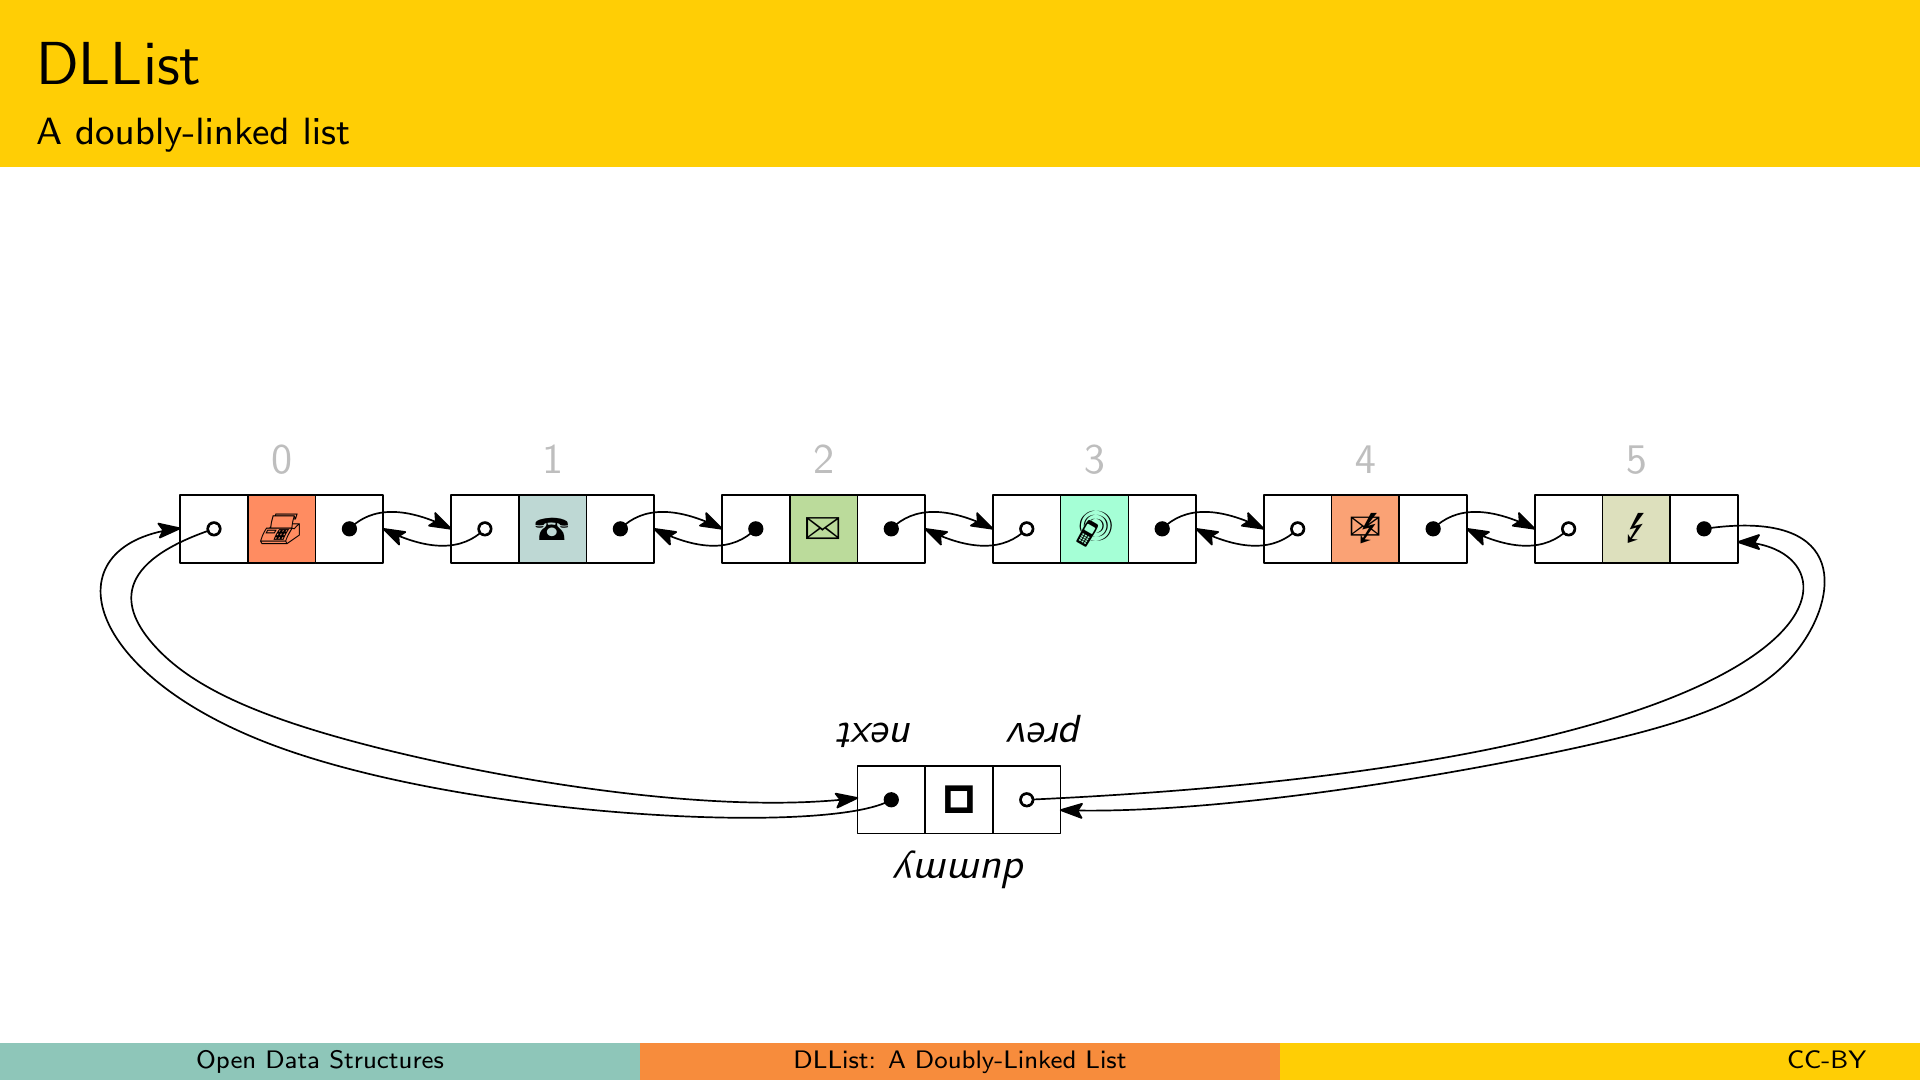 DLList
A doubly-linked list
0 1 2 3 4 5
next prev
dummy
Open Data Structures DLList: A Doubly-Linked List CC-BY